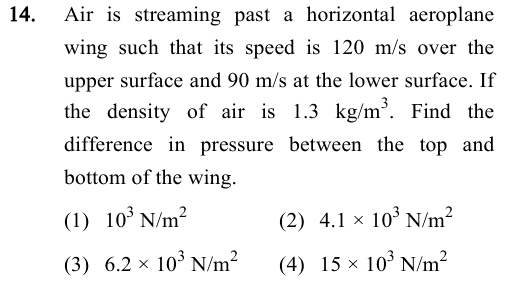 14. Air is streaming past a horizontal aeroplane
wing such that its speed is 120 m/s over the
upper surface and 90 m/s at the lower surface. If
the density of air is 1.3 kg/m³. Find the
difference in pressure between the top and
bottom of the wing.
(1) 10³ N/m² (2) 4.1 × 10³ N/m²
(3) 6.2 × 10³ N/m² (4) 15 × 10³ N/m²